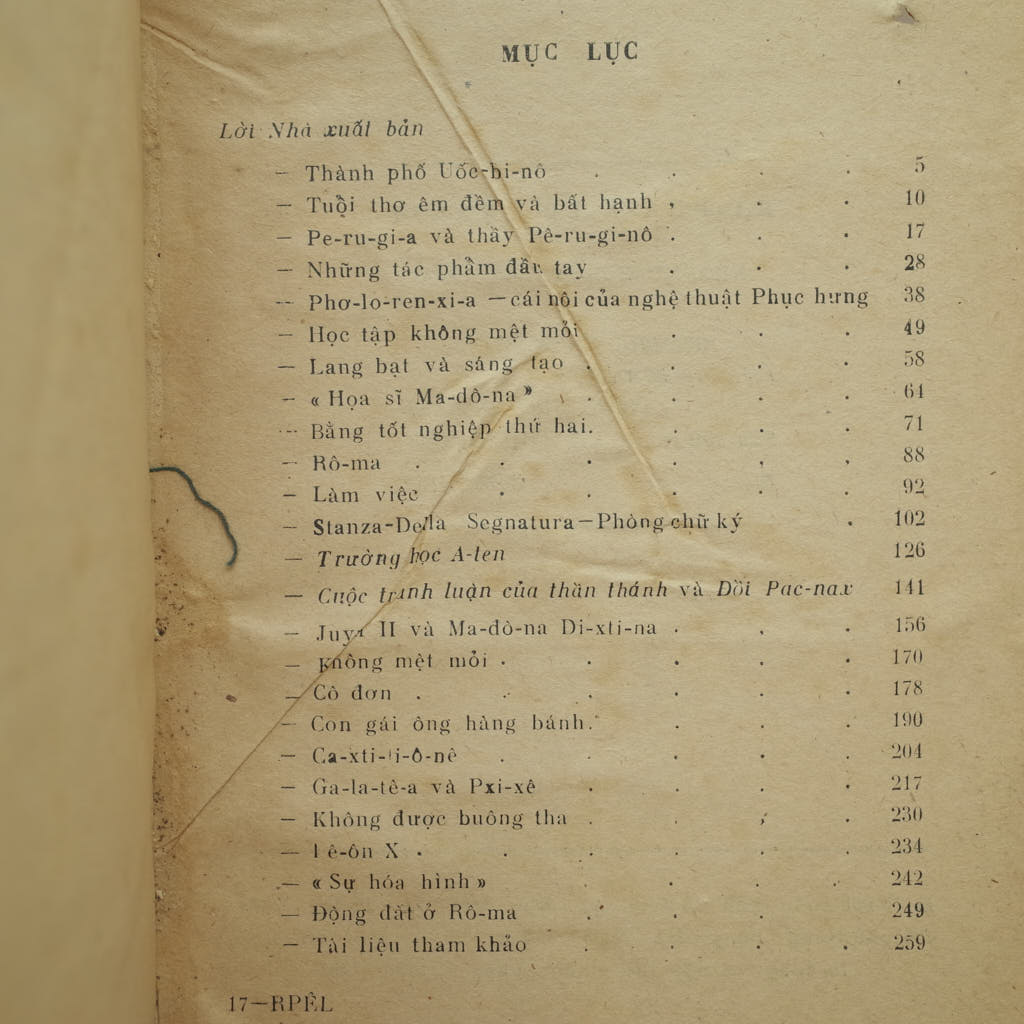 MỤC LỤC
Lời Nhà xuất bản
— Thành phố Uốc-bi-nô . . . . 5
— Tuổi thơ êm đềm và bất hạnh . . . 10
— Pe-ru-gi-a và thầy Pê-ru-gi-nô . . . 17
— Những tác phẩm đầu tay . . . 28
— Phơ-lo-ren-xi-a — cái nôi của nghệ thuật Phục hưng 38
— Học tập không mệt mỏi . . . 49
— Lang bạt và sáng tạo . . . . 58
— « Họa sĩ Ma-đô-na » . . . . 64
— Bằng tốt nghiệp thứ hai. . . . 71
— Rô-ma . . . . . . 88
— Làm việc . . . . . 92
— Stanza-Della Segnatura — Phòng chữ ký . 102
— Trường học A-ten 126
— Cuộc tranh luận của thần thánh và Đồi Pac-nax 141
— Juyn II và Ma-đô-na Di-xti-na . . . 156
— Không mệt mỏi . . . . . 170
— Cô đơn . . . . . . 178
— Con gái ông hàng bánh. . . . 190
— Ca-xti-li-ô-nê . . . . . 204
— Ga-la-tê-a và Pxi-xê . . . . 217
— Không được buông tha . . . . 230
— Lê-ôn X . . . . . . 234
— « Sự hóa hình » . . . 242
— Động đất ở Rô-ma . . . 249
— Tài liệu tham khảo . . . . 259
17—RPÊL